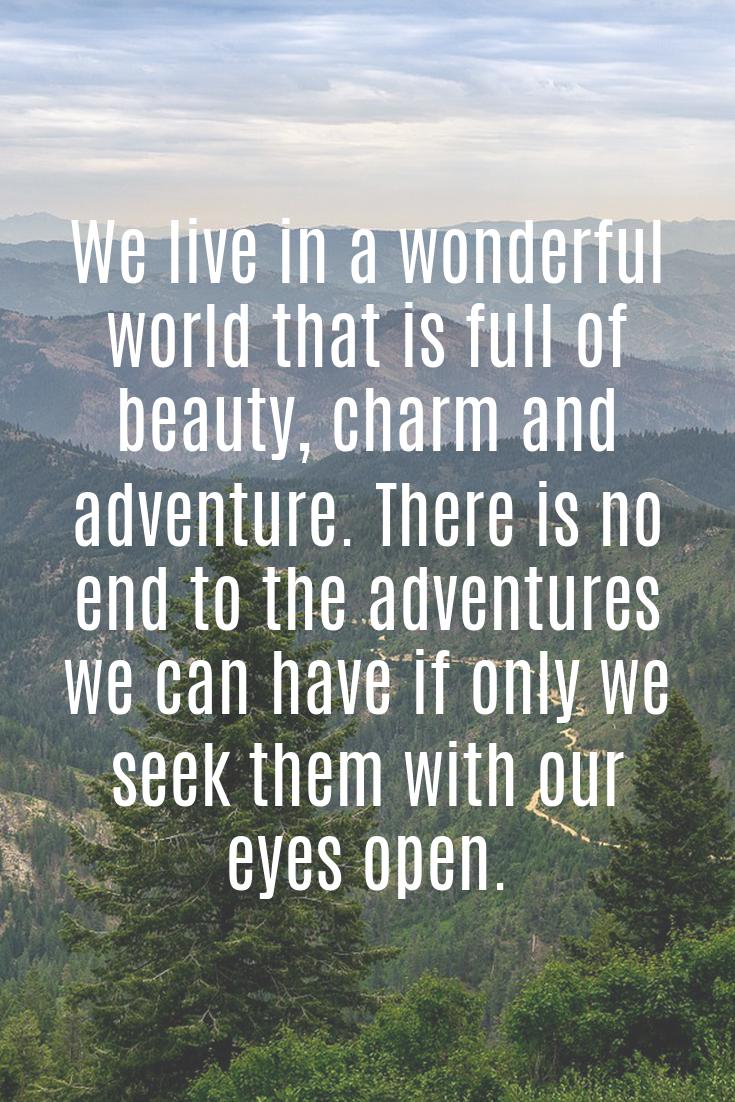 We live in a wonderful
world that is full of
beauty, charm and
adventure. There is no
end to the adventures
we can have if only we
seek them with our
eyes open.